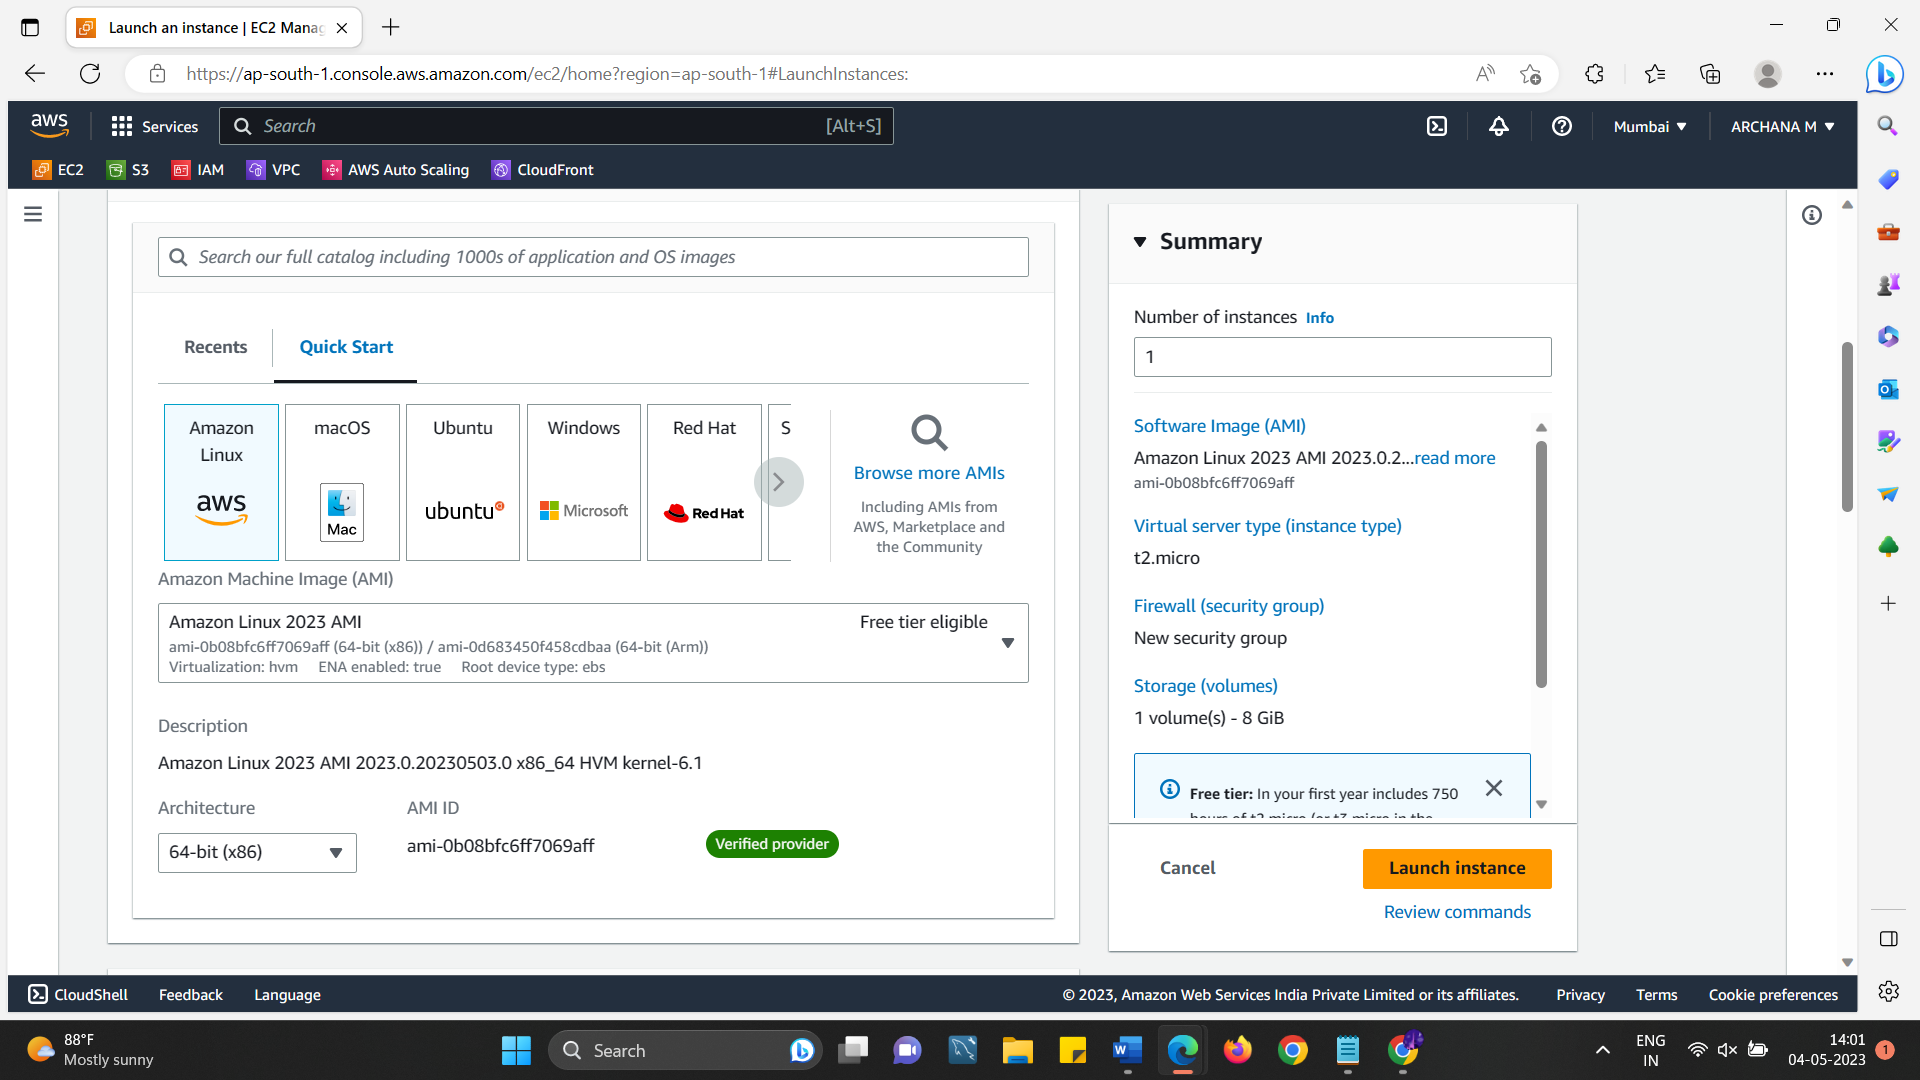 Launch an instance | EC2 Manag
https://ap-south-1.console.aws.amazon.com/ec2/home?region=ap-south-1#LaunchInstances:
aws
Services
Search
[Alt+S]
Mumbai
ARCHANA M
EC2
S3
IAM
VPC
AWS Auto Scaling
CloudFront
Search our full catalog including 1000s of application and OS images
Recents
Quick Start
Amazon
Linux
aws
macOS
Mac
Ubuntu
ubuntu
Windows
Microsoft
Red Hat
Red Hat
S
Browse more AMIs
Including AMIs from
AWS, Marketplace and
the Community
Amazon Machine Image (AMI)
Amazon Linux 2023 AMI
Free tier eligible
ami-0b08bfc6ff7069aff (64-bit (x86)) / ami-0d683450f458cdbaa (64-bit (Arm))
Virtualization: hvm ENA enabled: true Root device type: ebs
Description
Amazon Linux 2023 AMI 2023.0.20230503.0 x86_64 HVM kernel-6.1
Architecture
AMI ID
64-bit (x86)
ami-0b08bfc6ff7069aff
Verified provider
Summary
Number of instances Info
1
Software Image (AMI)
Amazon Linux 2023 AMI 2023.0.2...read more
ami-0b08bfc6ff7069aff
Virtual server type (instance type)
t2.micro
Firewall (security group)
New security group
Storage (volumes)
1 volume(s) - 8 GiB
Free tier: In your first year includes 750
hours of t2.micro (or t3.micro in the
Cancel
Launch instance
Review commands
CloudShell
Feedback
Language
© 2023, Amazon Web Services India Private Limited or its affiliates.
Privacy
Terms
Cookie preferences
88°F
Mostly sunny
Search
ENG
IN
14:01
04-05-2023
1